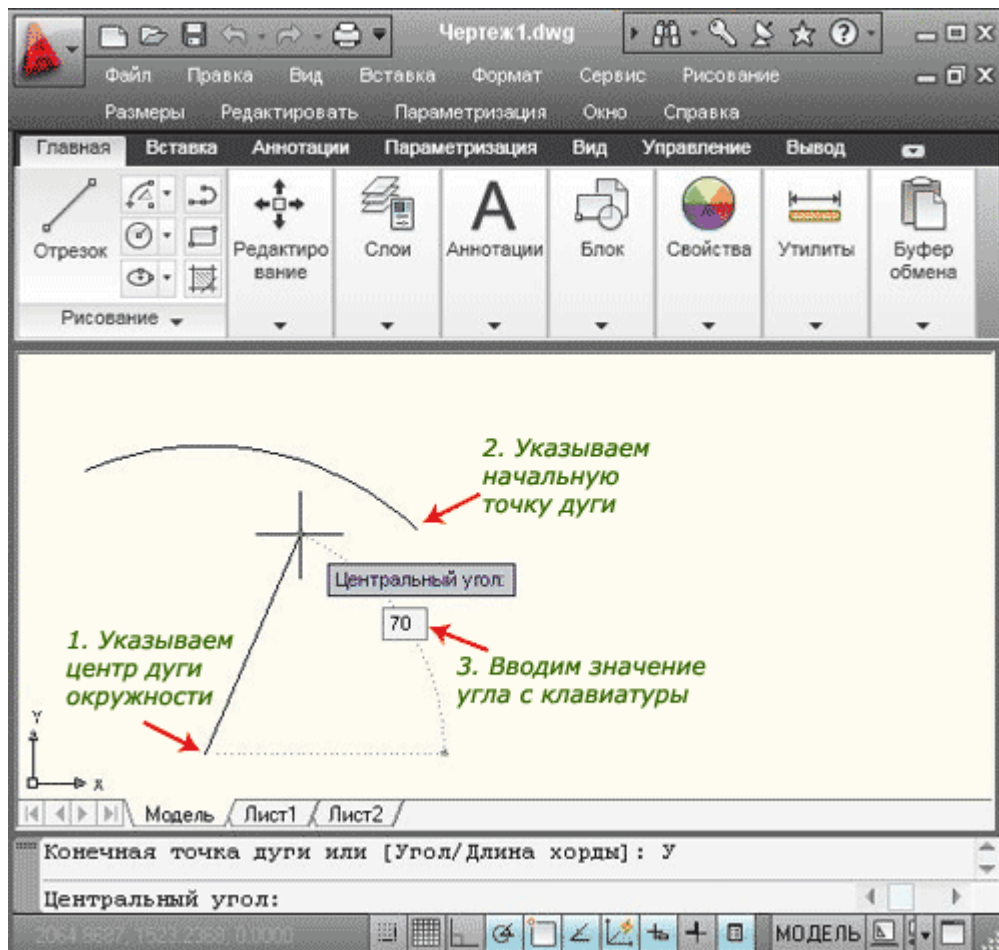 Чертеж1.dwg
Файл Правка Вид Вставка Формат Сервис Рисование
Размеры Редактировать Параметризация Окно Справка
Главная Вставка Аннотации Параметризация Вид Управление Вывод
Отрезок
Редактиро
вание
Слои
Аннотации
Блок
Свойства
Утилиты
Буфер
обмена
Рисование
2. Указываем
начальную
точку дуги
Центральный угол:
70
1. Указываем
центр дуги
окружности
3. Вводим значение
угла с клавиатуры
Y
X
Модель Лист1 Лист2
Конечная точка дуги или [Угол/Длина хорды]: У
Центральный угол:
МОДЕЛЬ